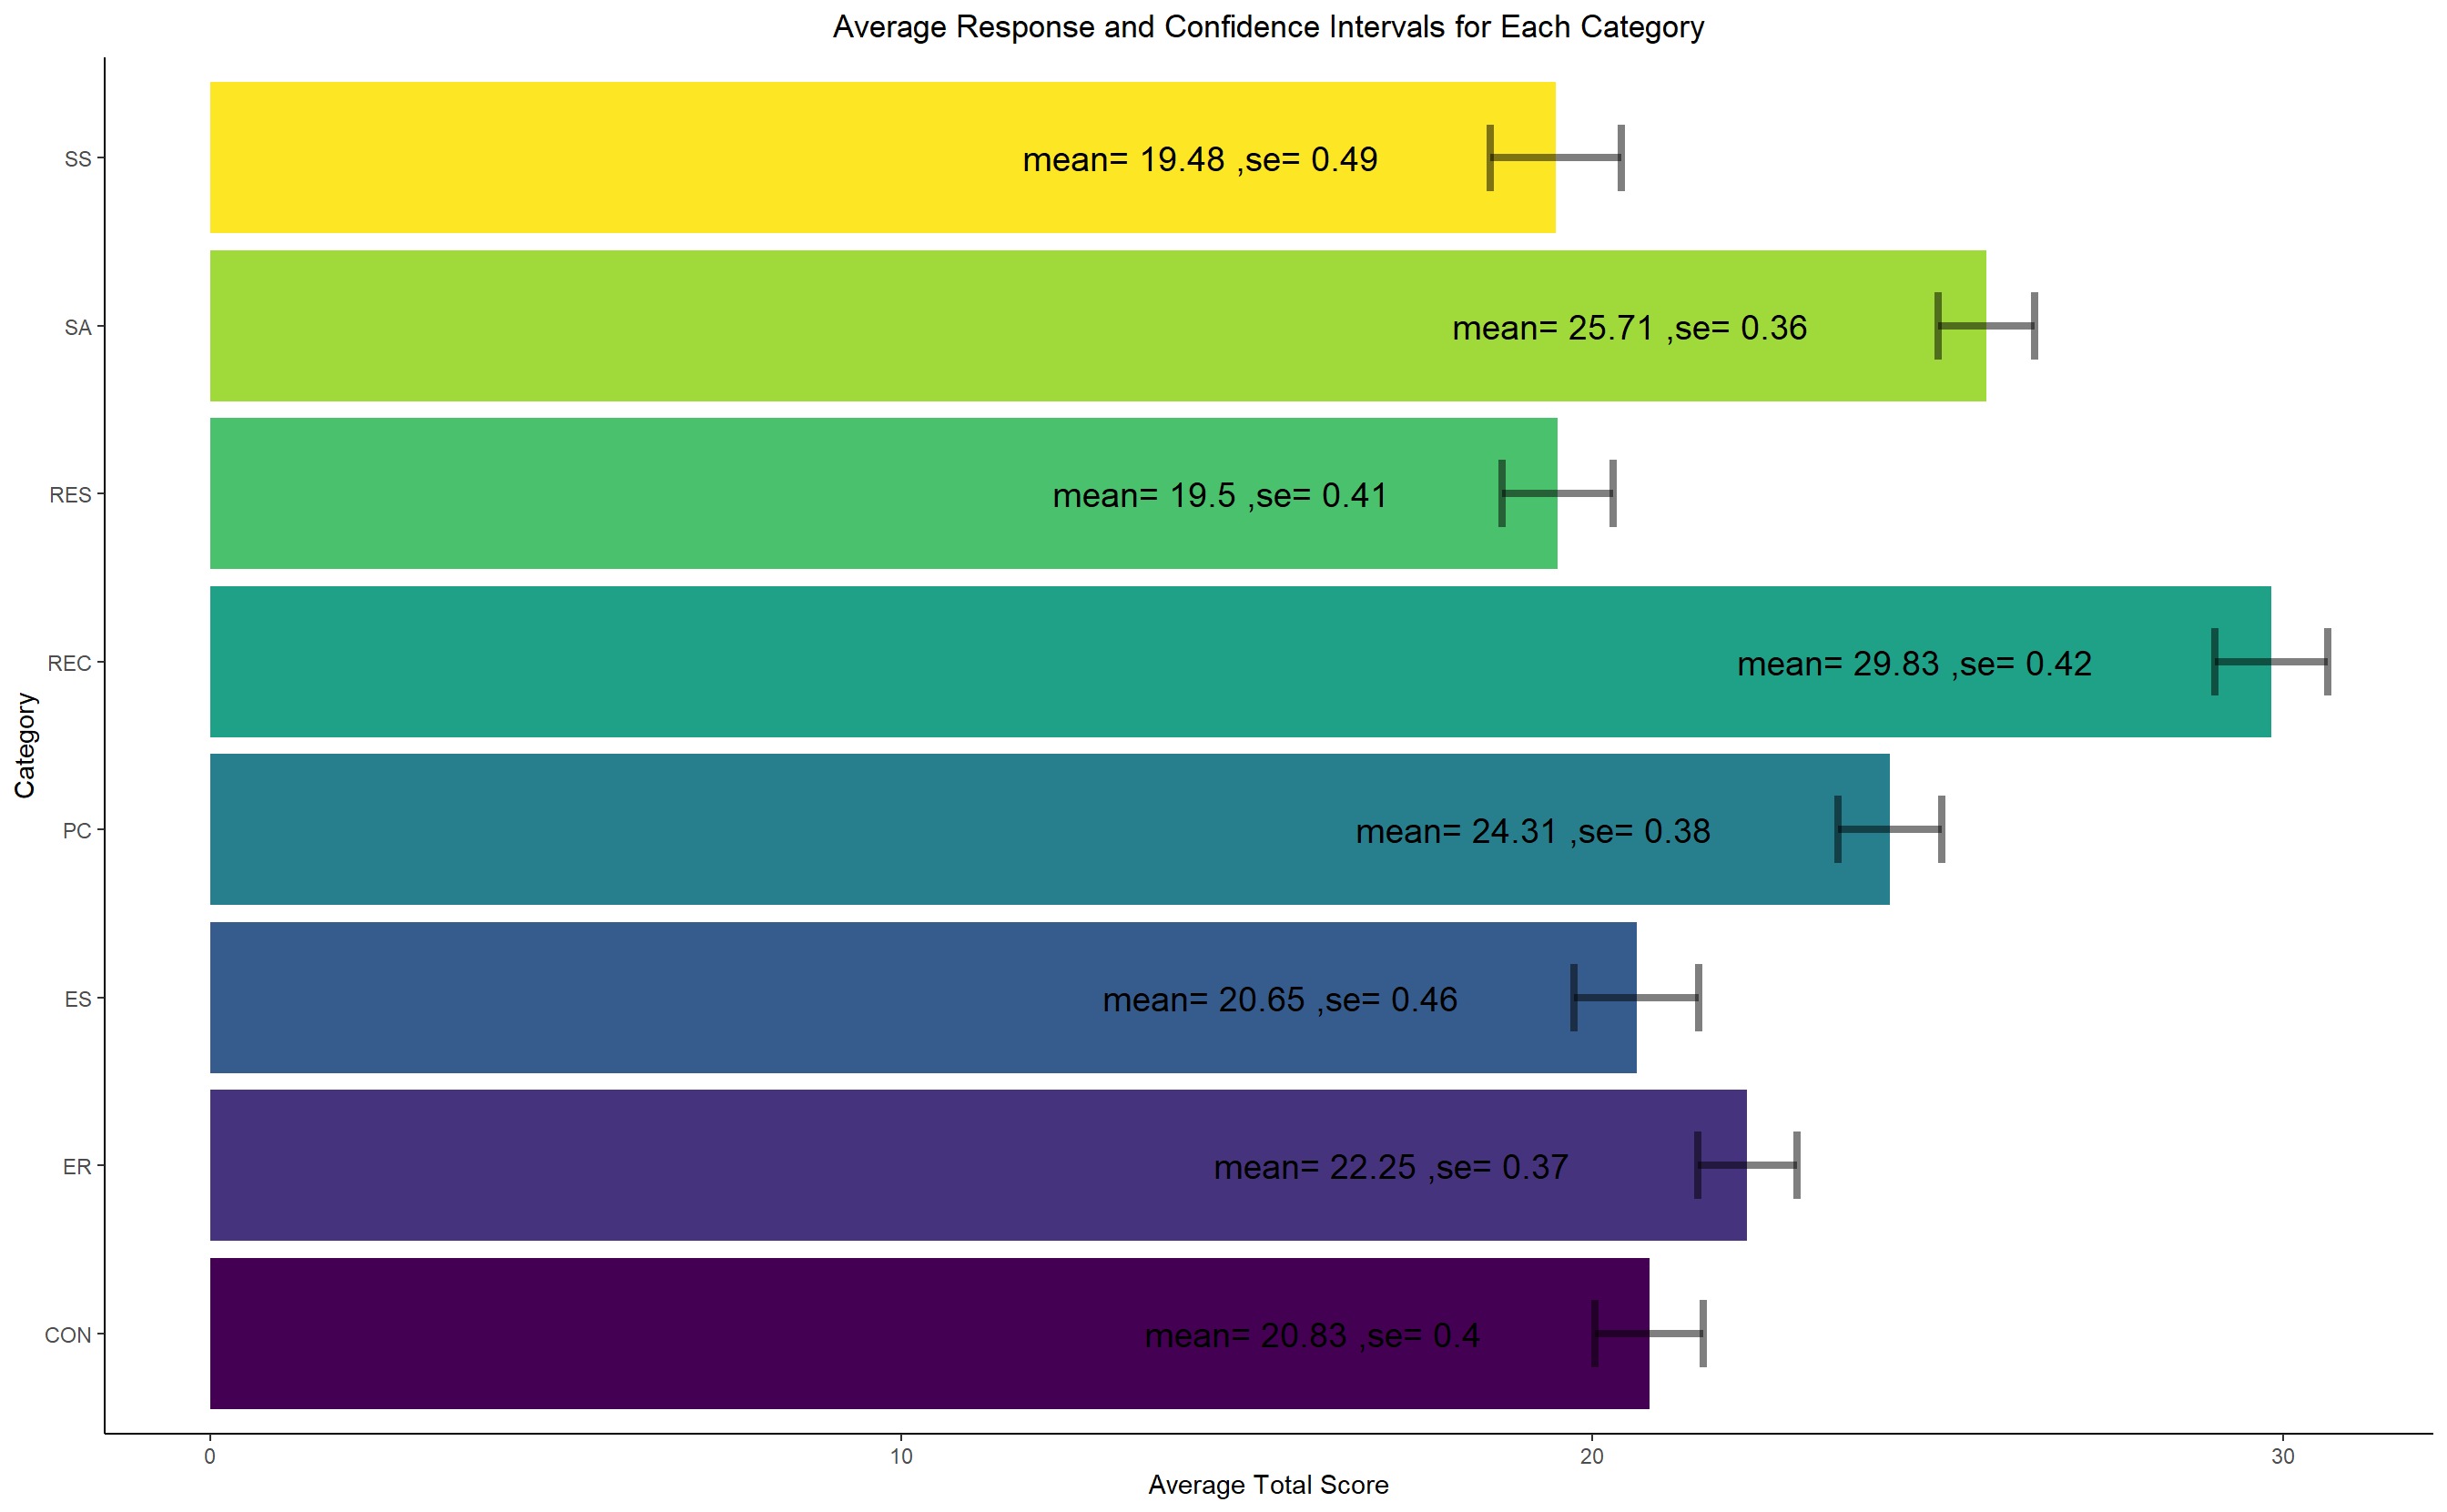 Average Response and Confidence Intervals for Each Category
SS
mean= 19.48 ,se= 0.49
SA
mean= 25.71 ,se= 0.36
RES
mean= 19.5 ,se= 0.41
REC
mean= 29.83 ,se= 0.42
PC
mean= 24.31 ,se= 0.38
ES
mean= 20.65 ,se= 0.46
ER
mean= 22.25 ,se= 0.37
CON
mean= 20.83 ,se= 0.4
Category
0 10 20 30
Average Total Score